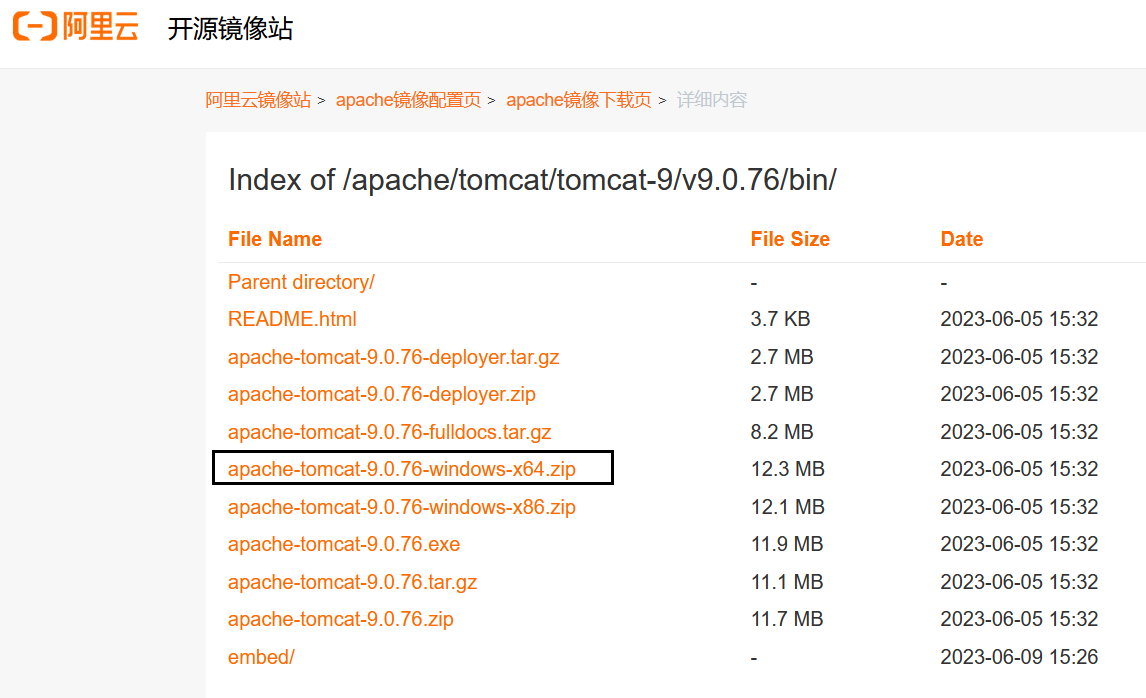 阿里云 开源镜像站
阿里云镜像站 > apache镜像配置页 > apache镜像下载页 > 详细内容
Index of /apache/tomcat/tomcat-9/v9.0.76/bin/
File Name File Size Date
Parent directory/ - -
README.html 3.7 KB 2023-06-05 15:32
apache-tomcat-9.0.76-deployer.tar.gz 2.7 MB 2023-06-05 15:32
apache-tomcat-9.0.76-deployer.zip 2.7 MB 2023-06-05 15:32
apache-tomcat-9.0.76-fulldocs.tar.gz 8.2 MB 2023-06-05 15:32
apache-tomcat-9.0.76-windows-x64.zip 12.3 MB 2023-06-05 15:32
apache-tomcat-9.0.76-windows-x86.zip 12.1 MB 2023-06-05 15:32
apache-tomcat-9.0.76.exe 11.9 MB 2023-06-05 15:32
apache-tomcat-9.0.76.tar.gz 11.1 MB 2023-06-05 15:32
apache-tomcat-9.0.76.zip 11.7 MB 2023-06-05 15:32
embed/ - 2023-06-09 15:26